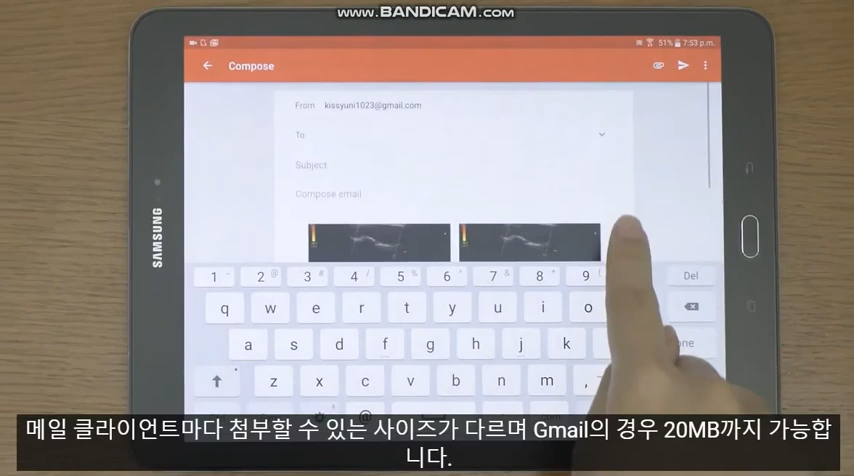 www.BANDICAM.com
51% 7:53 p.m.
Compose
From kissyuni1023@gmail.com
To
Subject
Compose email
SAMSUNG
1 - 2 @ 3 # 4 / 5 % 6 ^ 7 & 8 * 9 ( Del
q w e r t y u i o
a s d f g h j k one
z x c v b n m ,
@
메일 클라이언트마다 첨부할 수 있는 사이즈가 다르며 Gmail의 경우 20MB까지 가능합
니다.